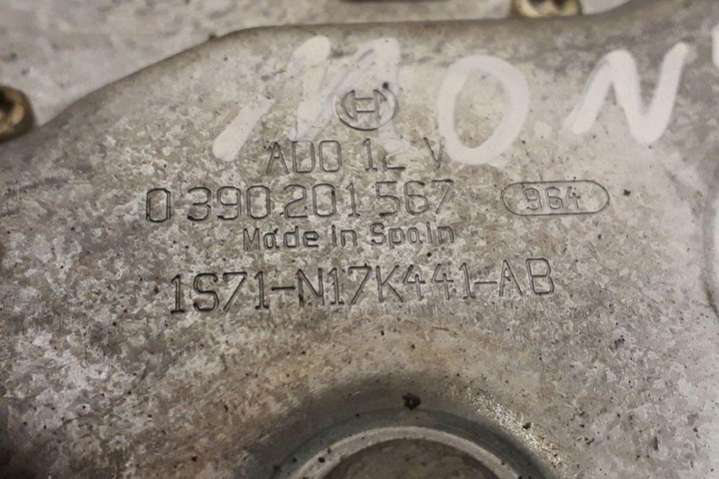 MON
ADO 12 V
0 390 201 567 964
Made in Spain
1S71-N17K441-AB